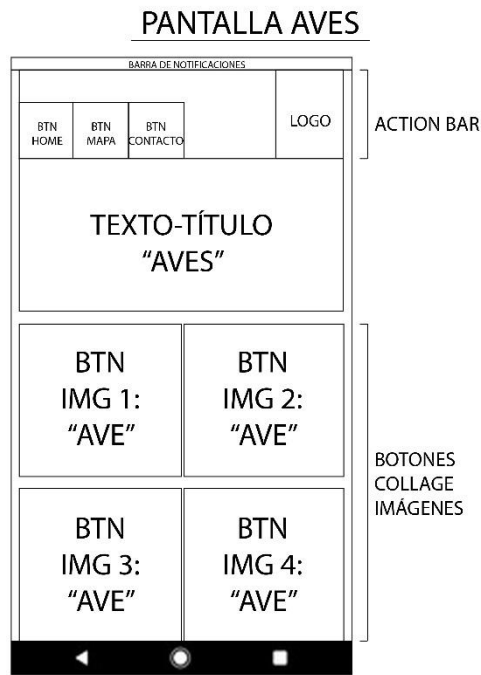 PANTALLA AVES
BARRA DE NOTIFICACIONES
BTN
HOME
BTN
MAPA
BTN
CONTACTO
LOGO
ACTION BAR
TEXTO-TÍTULO
“AVES”
BTN
IMG 1:
“AVE”
BTN
IMG 2:
“AVE”
BOTONES
COLLAGE
IMÁGENES
BTN
IMG 3:
“AVE”
BTN
IMG 4:
“AVE”